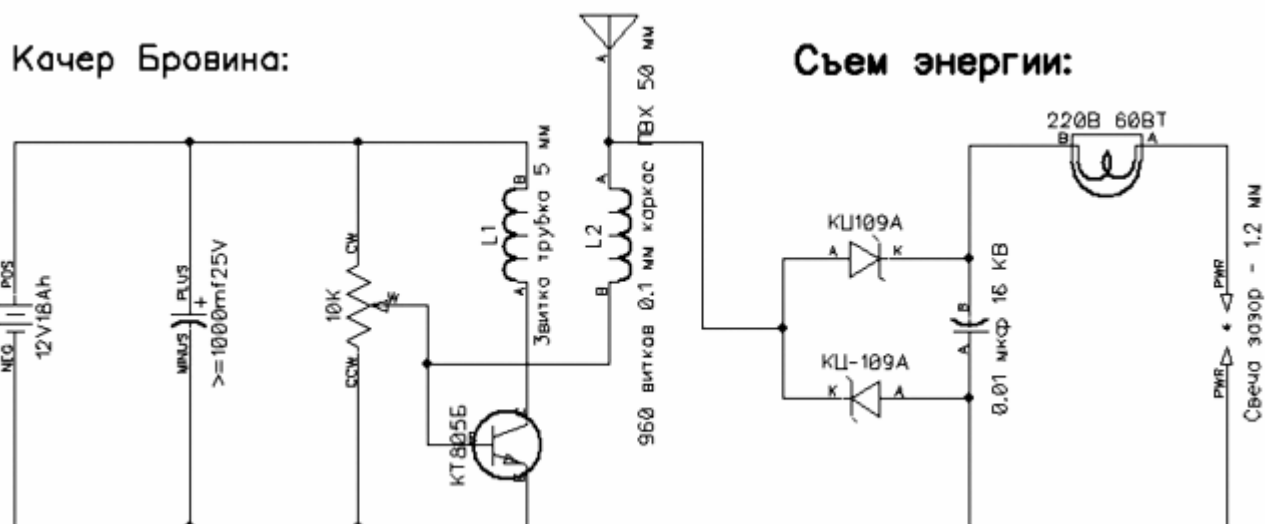 Качер Бровина:
Съем энергии:
POS
NEG
12V18Ah
PLUS
MINUS
+
>=1000mf25V
CW
CCW
W
10K
B
A
L1
3витка трубка 5 мм
A
A
B
L2
960 витков 0.1 мм каркас ПВХ 50 мм
КТ805Б
КЦ109А
A
K
КЦ-109А
K
A
B
A
0.01 мкф 16 КВ
220В 60ВТ
B
A
PWR
PWR
Свеча зазор - 1.2 мм